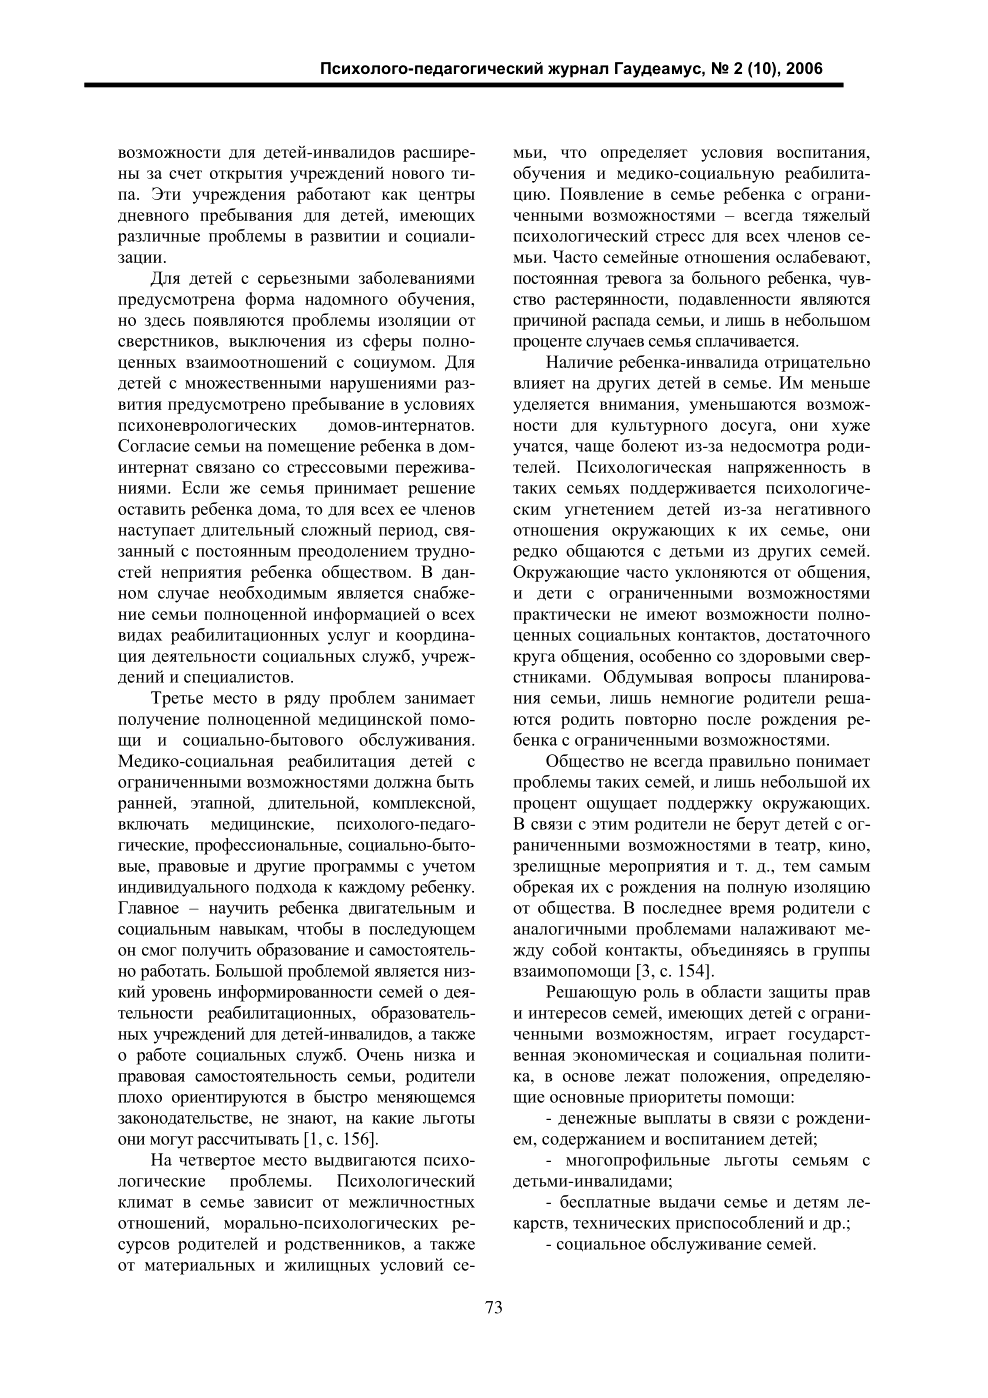 Психолого-педагогический журнал Гаудеамус, № 2 (10), 2006
возможности для детей-инвалидов расшире-
ны за счет открытия учреждений нового ти-
па. Эти учреждения работают как центры
дневного пребывания для детей, имеющих
различные проблемы в развитии и социали-
зации.
Для детей с серьезными заболеваниями
предусмотрена форма надомного обучения,
но здесь появляются проблемы изоляции от
сверстников, выключения из сферы полно-
ценных взаимоотношений с социумом. Для
детей с множественными нарушениями раз-
вития предусмотрено пребывание в условиях
психоневрологических домов-интернатов.
Согласие семьи на помещение ребенка в дом-
интернат связано со стрессовыми пережива-
ниями. Если же семья принимает решение
оставить ребенка дома, то для всех ее членов
наступает длительный сложный период, свя-
занный с постоянным преодолением трудно-
стей неприятия ребенка обществом. В дан-
ном случае необходимым является снабже-
ние семьи полноценной информацией о всех
видах реабилитационных услуг и координа-
ция деятельности социальных служб, учреж-
дений и специалистов.
Третье место в ряду проблем занимает
получение полноценной медицинской помо-
щи и социально-бытового обслуживания.
Медико-социальная реабилитация детей с
ограниченными возможностями должна быть
ранней, этапной, длительной, комплексной,
включать медицинские, психолого-педаго-
гические, профессиональные, социально-быто-
вые, правовые и другие программы с учетом
индивидуального подхода к каждому ребенку.
Главное – научить ребенка двигательным и
социальным навыкам, чтобы в последующем
он смог получить образование и самостоятель-
но работать. Большой проблемой является низ-
кий уровень информированности семей о дея-
тельности реабилитационных, образователь-
ных учреждений для детей-инвалидов, а также
о работе социальных служб. Очень низка и
правовая самостоятельность семьи, родители
плохо ориентируются в быстро меняющемся
законодательстве, не знают, на какие льготы
они могут рассчитывать [1, с. 156].
На четвертое место выдвигаются психо-
логические проблемы. Психологический
климат в семье зависит от межличностных
отношений, морально-психологических ре-
сурсов родителей и родственников, а также
от материальных и жилищных условий се-
мьи, что определяет условия воспитания,
обучения и медико-социальную реабилита-
цию. Появление в семье ребенка с ограни-
ченными возможностями – всегда тяжелый
психологический стресс для всех членов се-
мьи. Часто семейные отношения ослабевают,
постоянная тревога за больного ребенка, чув-
ство растерянности, подавленности являются
причиной распада семьи, и лишь в небольшом
проценте случаев семья сплачивается.
Наличие ребенка-инвалида отрицательно
влияет на других детей в семье. Им меньше
уделяется внимания, уменьшаются возмож-
ности для культурного досуга, они хуже
учатся, чаще болеют из-за недосмотра роди-
телей. Психологическая напряженность в
таких семьях поддерживается психологиче-
ским угнетением детей из-за негативного
отношения окружающих к их семье, они
редко общаются с детьми из других семей.
Окружающие часто уклоняются от общения,
и дети с ограниченными возможностями
практически не имеют возможности полно-
ценных социальных контактов, достаточного
круга общения, особенно со здоровыми свер-
стниками. Обдумывая вопросы планирова-
ния семьи, лишь немногие родители реша-
ются родить повторно после рождения ре-
бенка с ограниченными возможностями.
Общество не всегда правильно понимает
проблемы таких семей, и лишь небольшой их
процент ощущает поддержку окружающих.
В связи с этим родители не берут детей с ог-
раниченными возможностями в театр, кино,
зрелищные мероприятия и т. д., тем самым
обрекая их с рождения на полную изоляцию
от общества. В последнее время родители с
аналогичными проблемами налаживают ме-
жду собой контакты, объединяясь в группы
взаимопомощи [3, с. 154].
Решающую роль в области защиты прав
и интересов семей, имеющих детей с ограни-
ченными возможностям, играет государст-
венная экономическая и социальная полити-
ка, в основе лежат положения, определяю-
щие основные приоритеты помощи:
- денежные выплаты в связи с рождени-
ем, содержанием и воспитанием детей;
- многопрофильные льготы семьям с
детьми-инвалидами;
- бесплатные выдачи семье и детям ле-
карств, технических приспособлений и др.;
- социальное обслуживание семей.
73